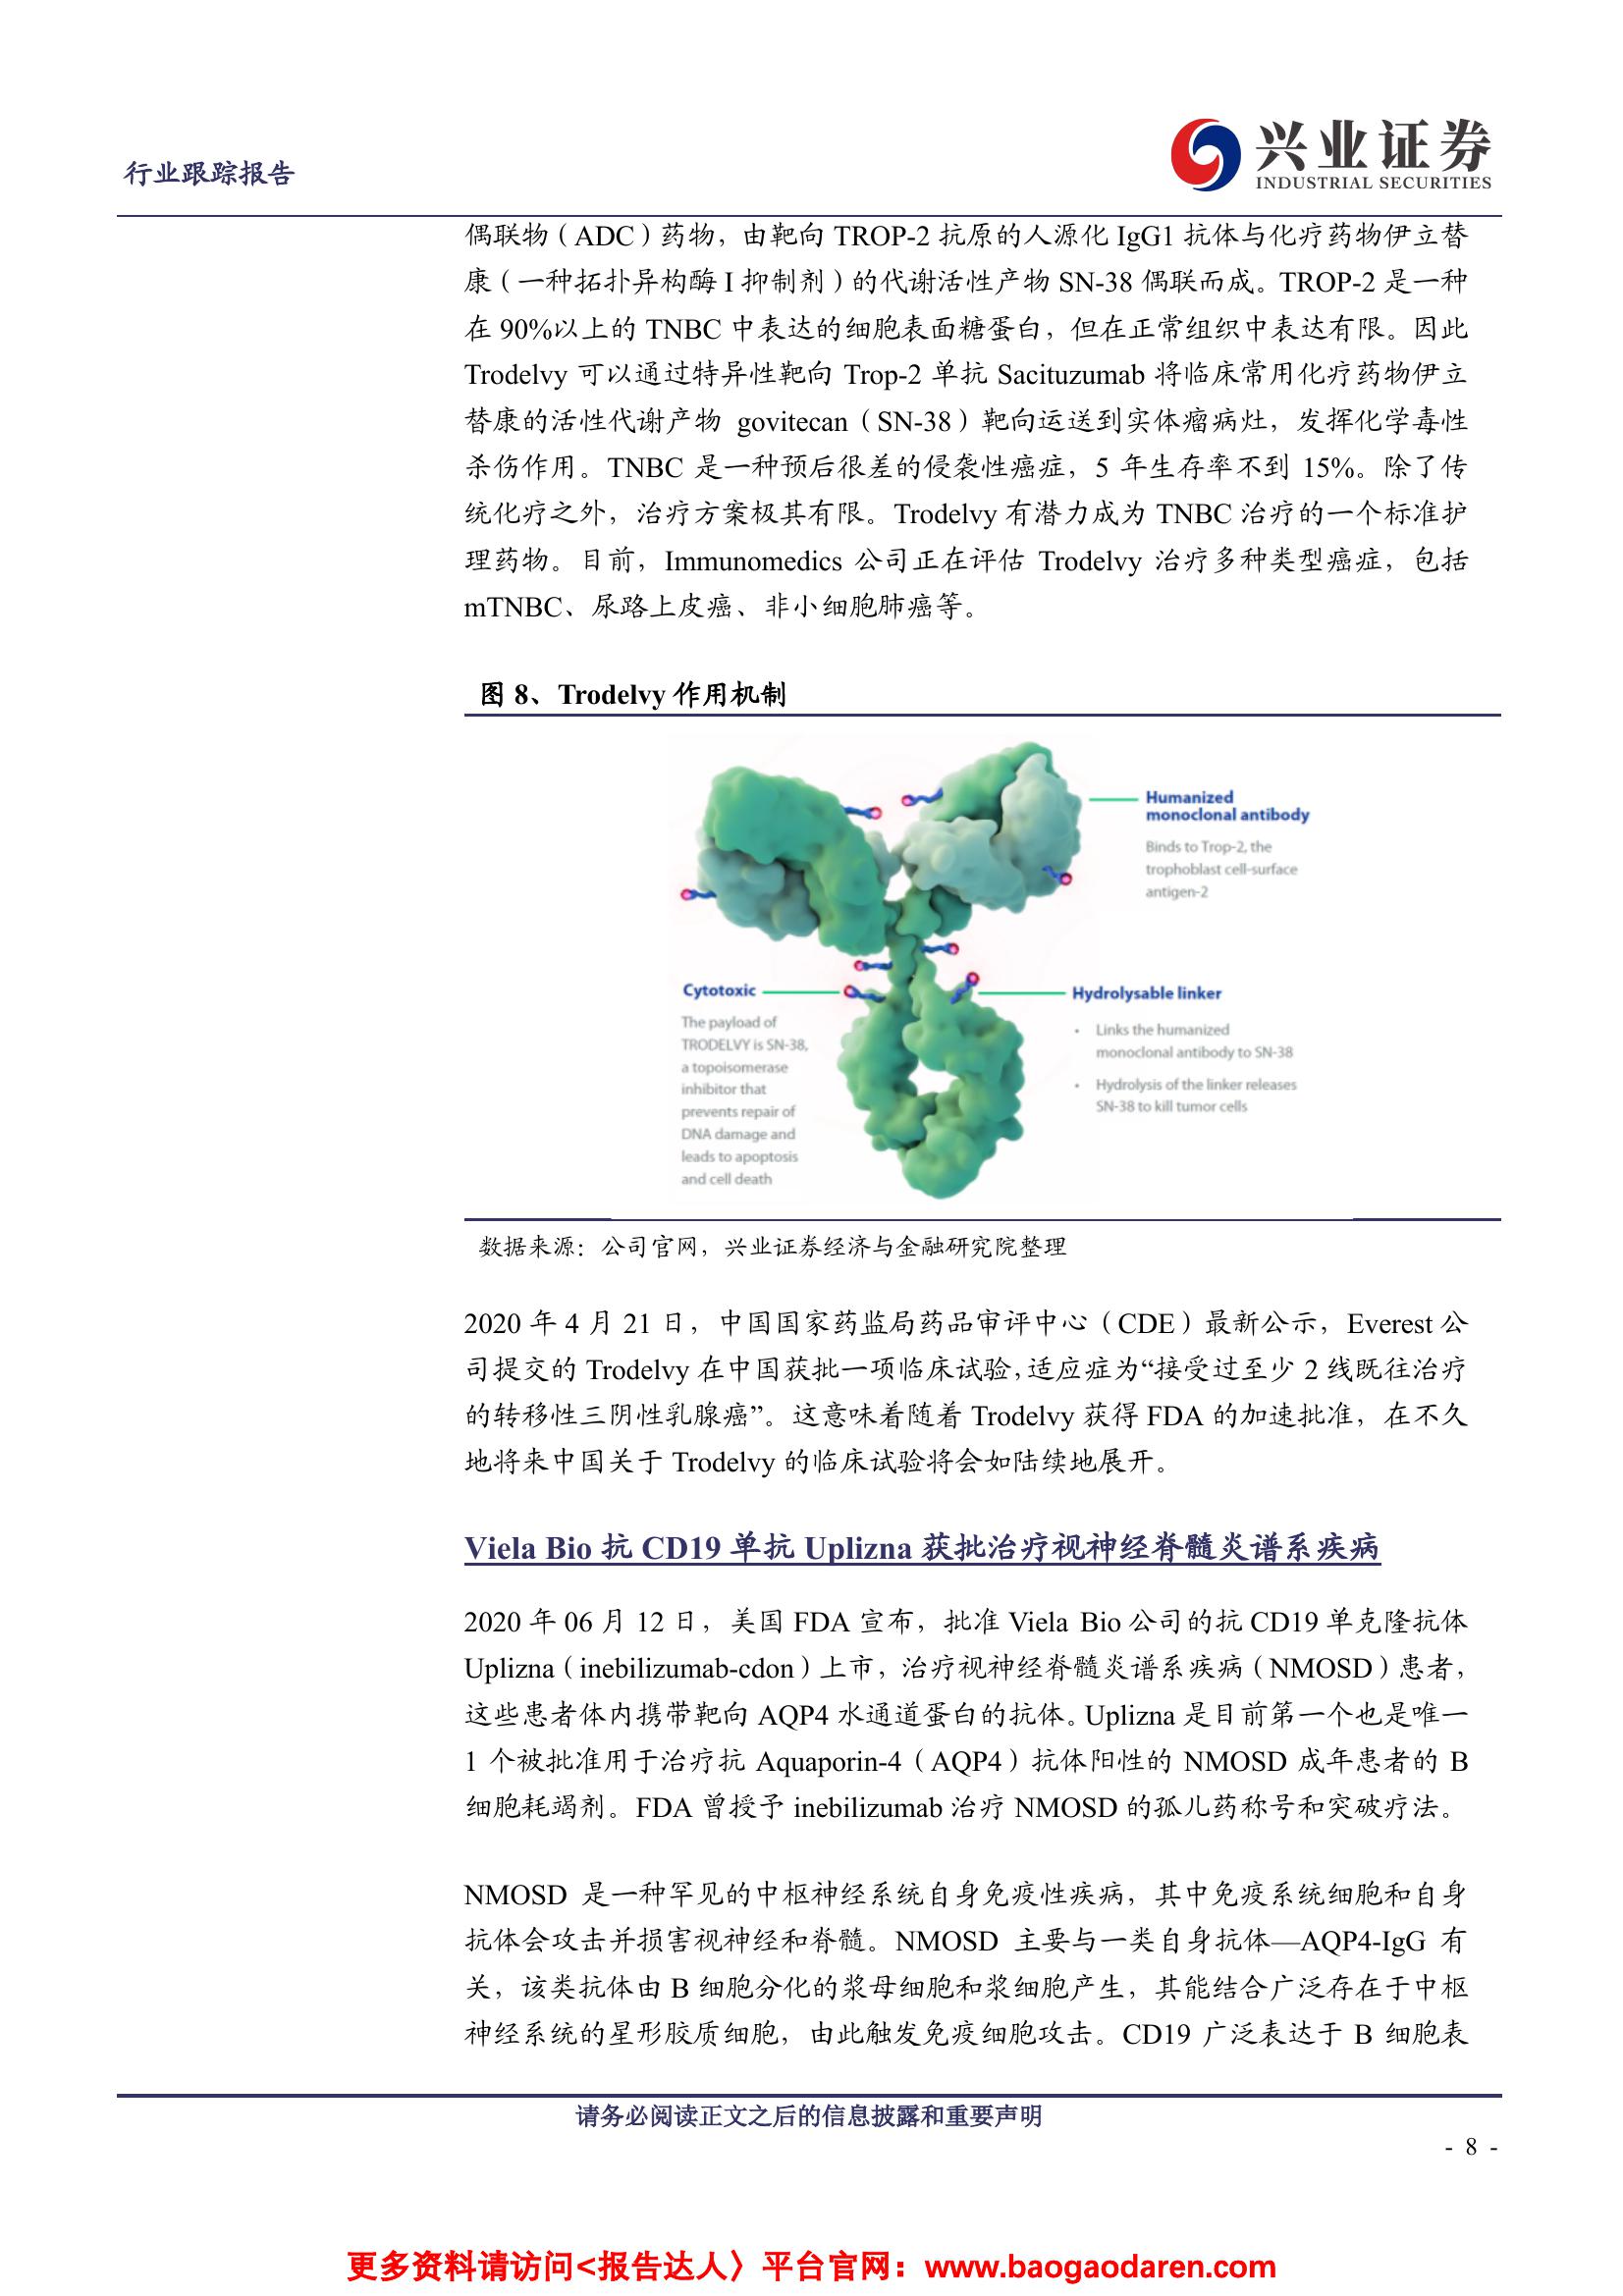 行业跟踪报告
兴业证券
INDUSTRIAL SECURITIES
偶联物（ADC）药物，由靶向 TROP-2 抗原的人源化 IgG1 抗体与化疗药物伊立替
康（一种拓扑异构酶 I 抑制剂）的代谢活性产物 SN-38 偶联而成。TROP-2 是一种
在 90%以上的 TNBC 中表达的细胞表面糖蛋白，但在正常组织中表达有限。因此
Trodelvy 可以通过特异性靶向 Trop-2 单抗 Sacituzumab 将临床常用化疗药物伊立
替康的活性代谢产物 govitecan（SN-38）靶向运送到实体瘤病灶，发挥化学毒性
杀伤作用。TNBC 是一种预后很差的侵袭性癌症，5 年生存率不到 15%。除了传
统化疗之外，治疗方案极其有限。Trodelvy 有潜力成为 TNBC 治疗的一个标准护
理药物。目前，Immunomedics 公司正在评估 Trodelvy 治疗多种类型癌症，包括
mTNBC、尿路上皮癌、非小细胞肺癌等。
图 8、Trodelvy 作用机制
Humanized
monoclonal antibody
Binds to Trop-2, the
trophoblast cell-surface
antigen-2
Cytotoxic
The payload of
TRODELVY is SN-38,
a topoisomerase
inhibitor that
prevents repair of
DNA damage and
leads to apoptosis
and cell death
Hydrolysable linker
• Links the humanized
monoclonal antibody to SN-38
• Hydrolysis of the linker releases
SN-38 to kill tumor cells
数据来源：公司官网，兴业证券经济与金融研究院整理
2020 年 4 月 21 日，中国国家药监局药品审评中心（CDE）最新公示，Everest 公
司提交的 Trodelvy 在中国获批一项临床试验，适应症为“接受过至少 2 线既往治疗
的转移性三阴性乳腺癌”。这意味着随着 Trodelvy 获得 FDA 的加速批准，在不久
地将来中国关于 Trodelvy 的临床试验将会如陆续地展开。
Viela Bio 抗 CD19 单抗 Uplizna 获批治疗视神经脊髓炎谱系疾病
2020 年 06 月 12 日，美国 FDA 宣布，批准 Viela Bio 公司的抗 CD19 单克隆抗体
Uplizna（inebilizumab-cdon）上市，治疗视神经脊髓炎谱系疾病（NMOSD）患者，
这些患者体内携带靶向 AQP4 水通道蛋白的抗体。Uplizna 是目前第一个也是唯一
1 个被批准用于治疗抗 Aquaporin-4（AQP4）抗体阳性的 NMOSD 成年患者的 B
细胞耗竭剂。FDA 曾授予 inebilizumab 治疗 NMOSD 的孤儿药称号和突破疗法。
NMOSD 是一种罕见的中枢神经系统自身免疫性疾病，其中免疫系统细胞和自身
抗体会攻击并损害视神经和脊髓。NMOSD 主要与一类自身抗体—AQP4-IgG 有
关，该类抗体由 B 细胞分化的浆母细胞和浆细胞产生，其能结合广泛存在于中枢
神经系统的星形胶质细胞，由此触发免疫细胞攻击。CD19 广泛表达于 B 细胞表
请务必阅读正文之后的信息披露和重要声明
- 8 -
更多资料请访问<报告达人〉平台官网：www.baogaodaren.com